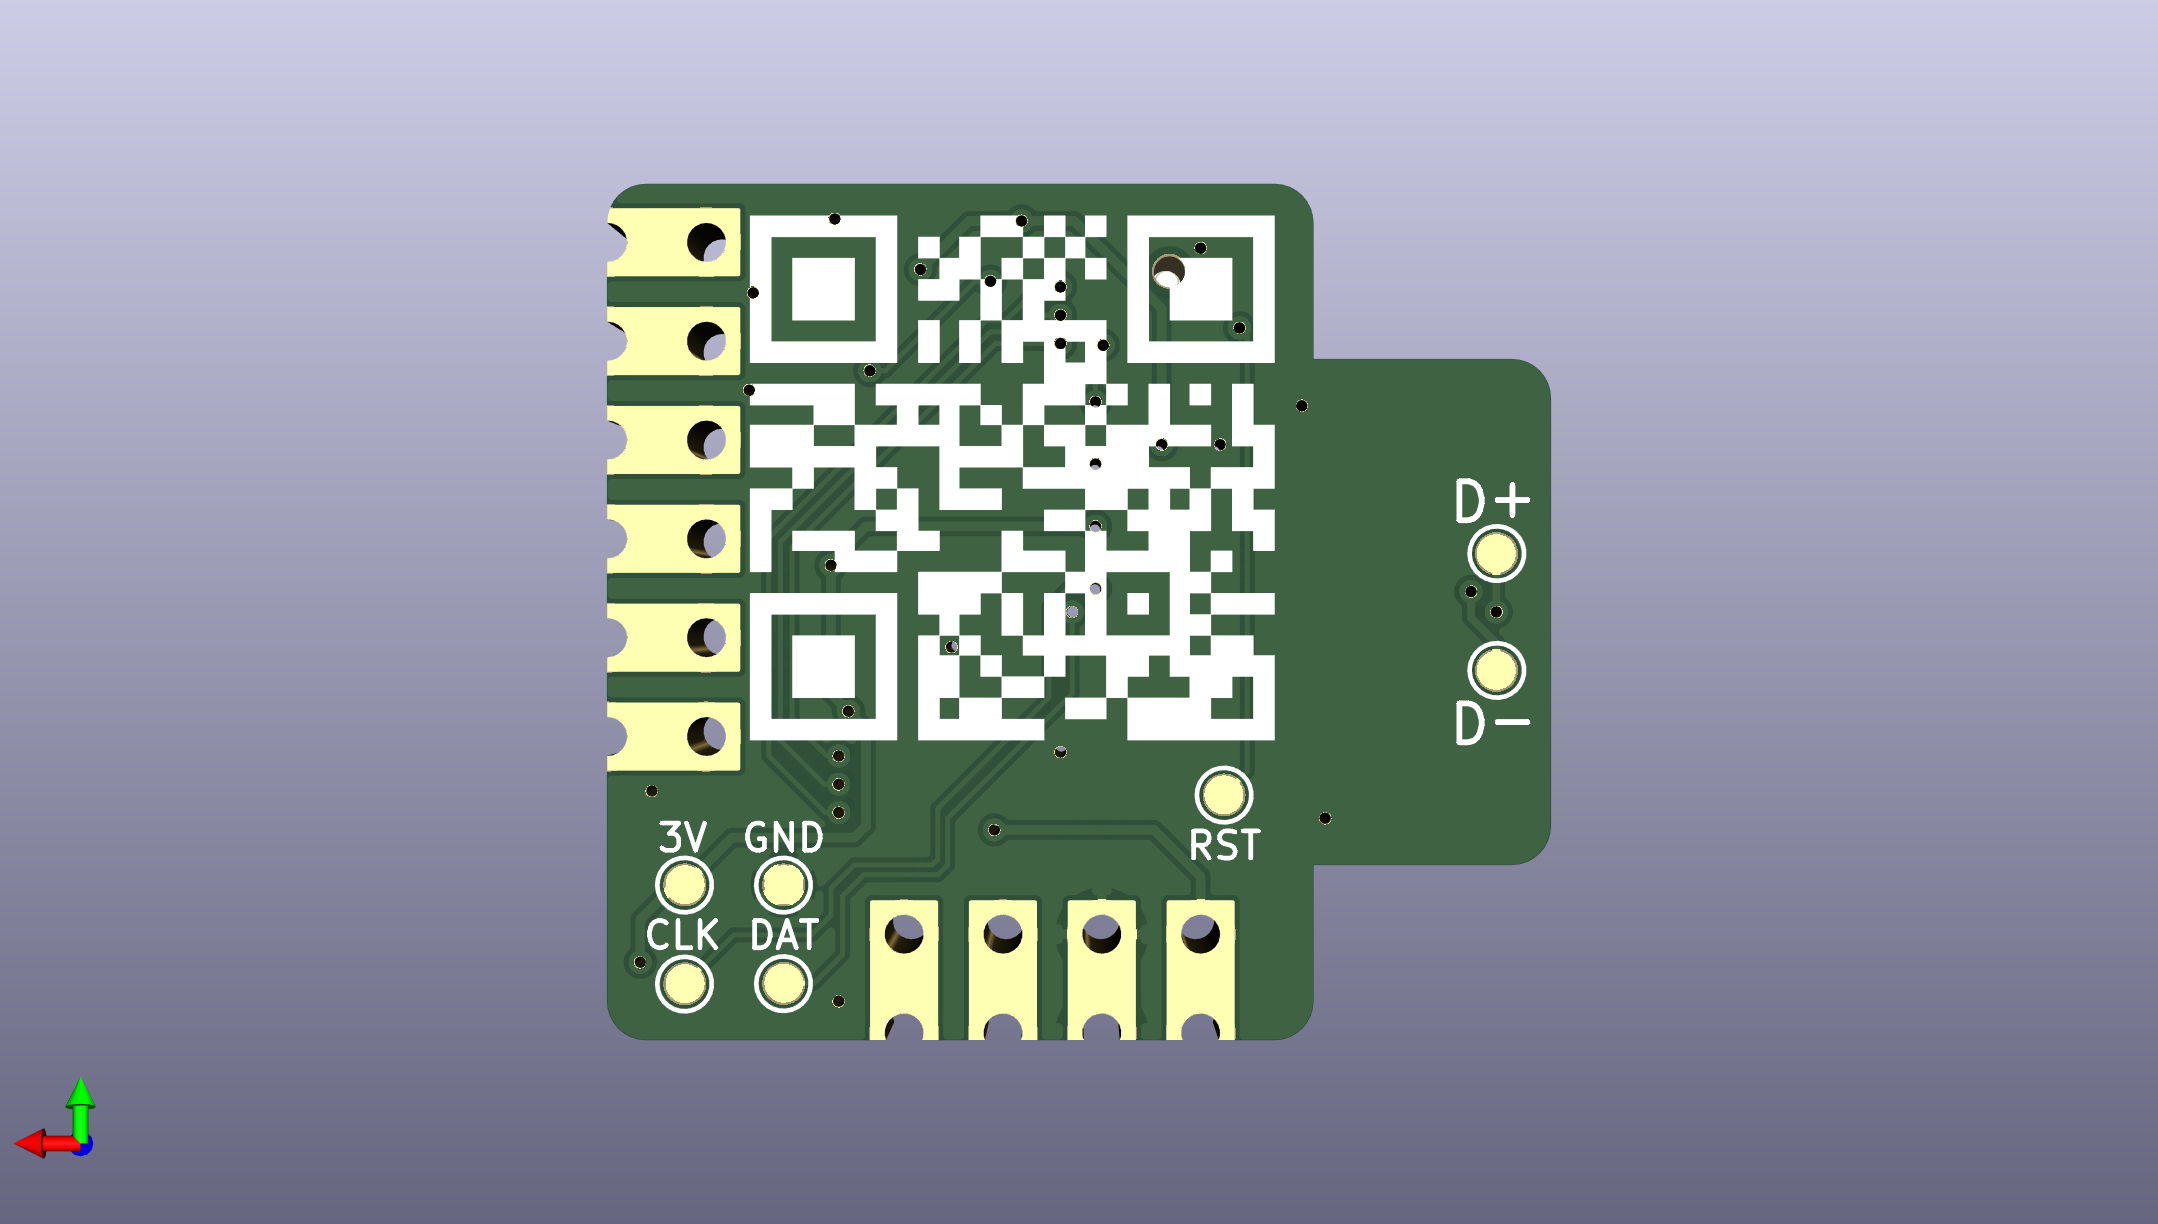 D+
D-
3V GND
RST
CLK DAT